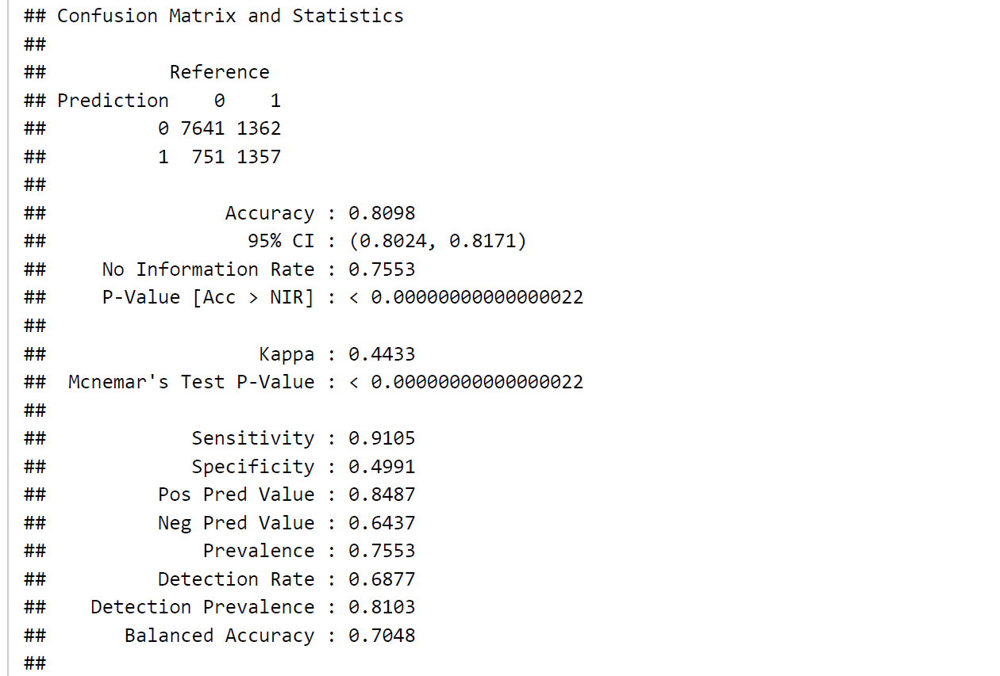 ## Confusion Matrix and Statistics
##
##           Reference
## Prediction    0    1
##          0 7641 1362
##          1  751 1357
##
##                Accuracy : 0.8098
##                  95% CI : (0.8024, 0.8171)
##     No Information Rate : 0.7553
##     P-Value [Acc > NIR] : < 0.00000000000000022
##
##                   Kappa : 0.4433
##  Mcnemar's Test P-Value : < 0.00000000000000022
##
##             Sensitivity : 0.9105
##             Specificity : 0.4991
##          Pos Pred Value : 0.8487
##          Neg Pred Value : 0.6437
##              Prevalence : 0.7553
##          Detection Rate : 0.6877
##    Detection Prevalence : 0.8103
##       Balanced Accuracy : 0.7048
##